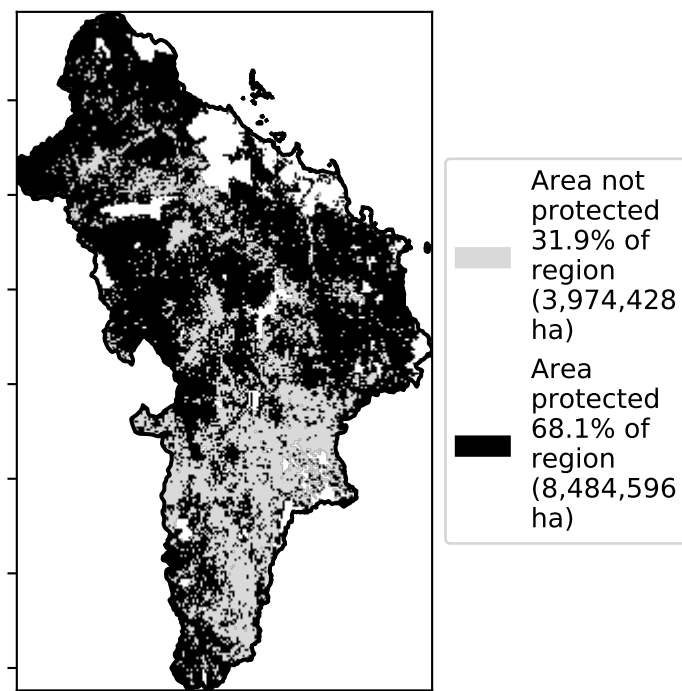 Area not
protected
31.9% of
region
(3,974,428
ha)
Area
protected
68.1% of
region
(8,484,596
ha)